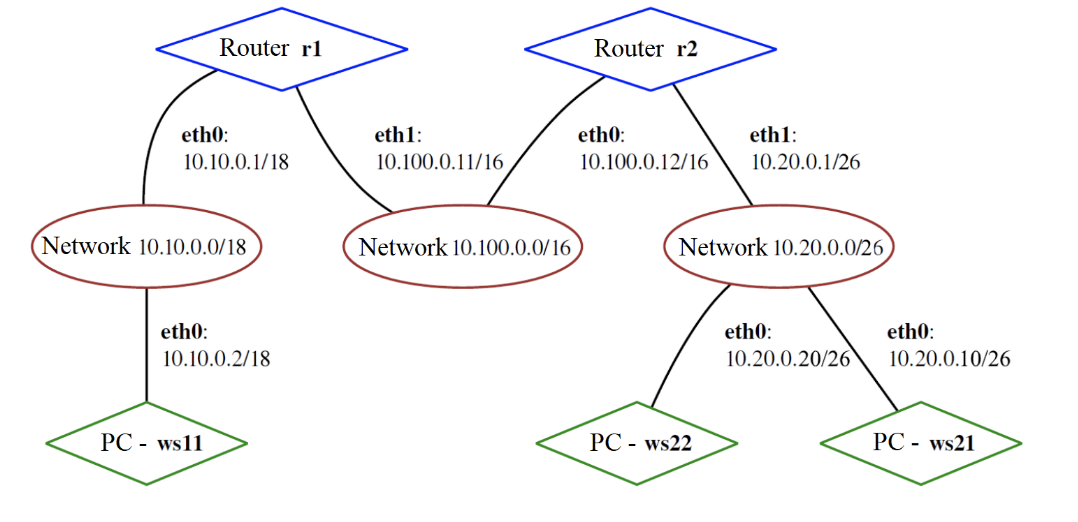 Router r1
Router r2
eth0:
10.10.0.1/18
eth1:
10.100.0.11/16
eth0:
10.100.0.12/16
eth1:
10.20.0.1/26
Network 10.10.0.0/18
Network 10.100.0.0/16
Network 10.20.0.0/26
eth0:
10.10.0.2/18
eth0:
10.20.0.20/26
eth0:
10.20.0.10/26
PC - ws11
PC - ws22
PC - ws21